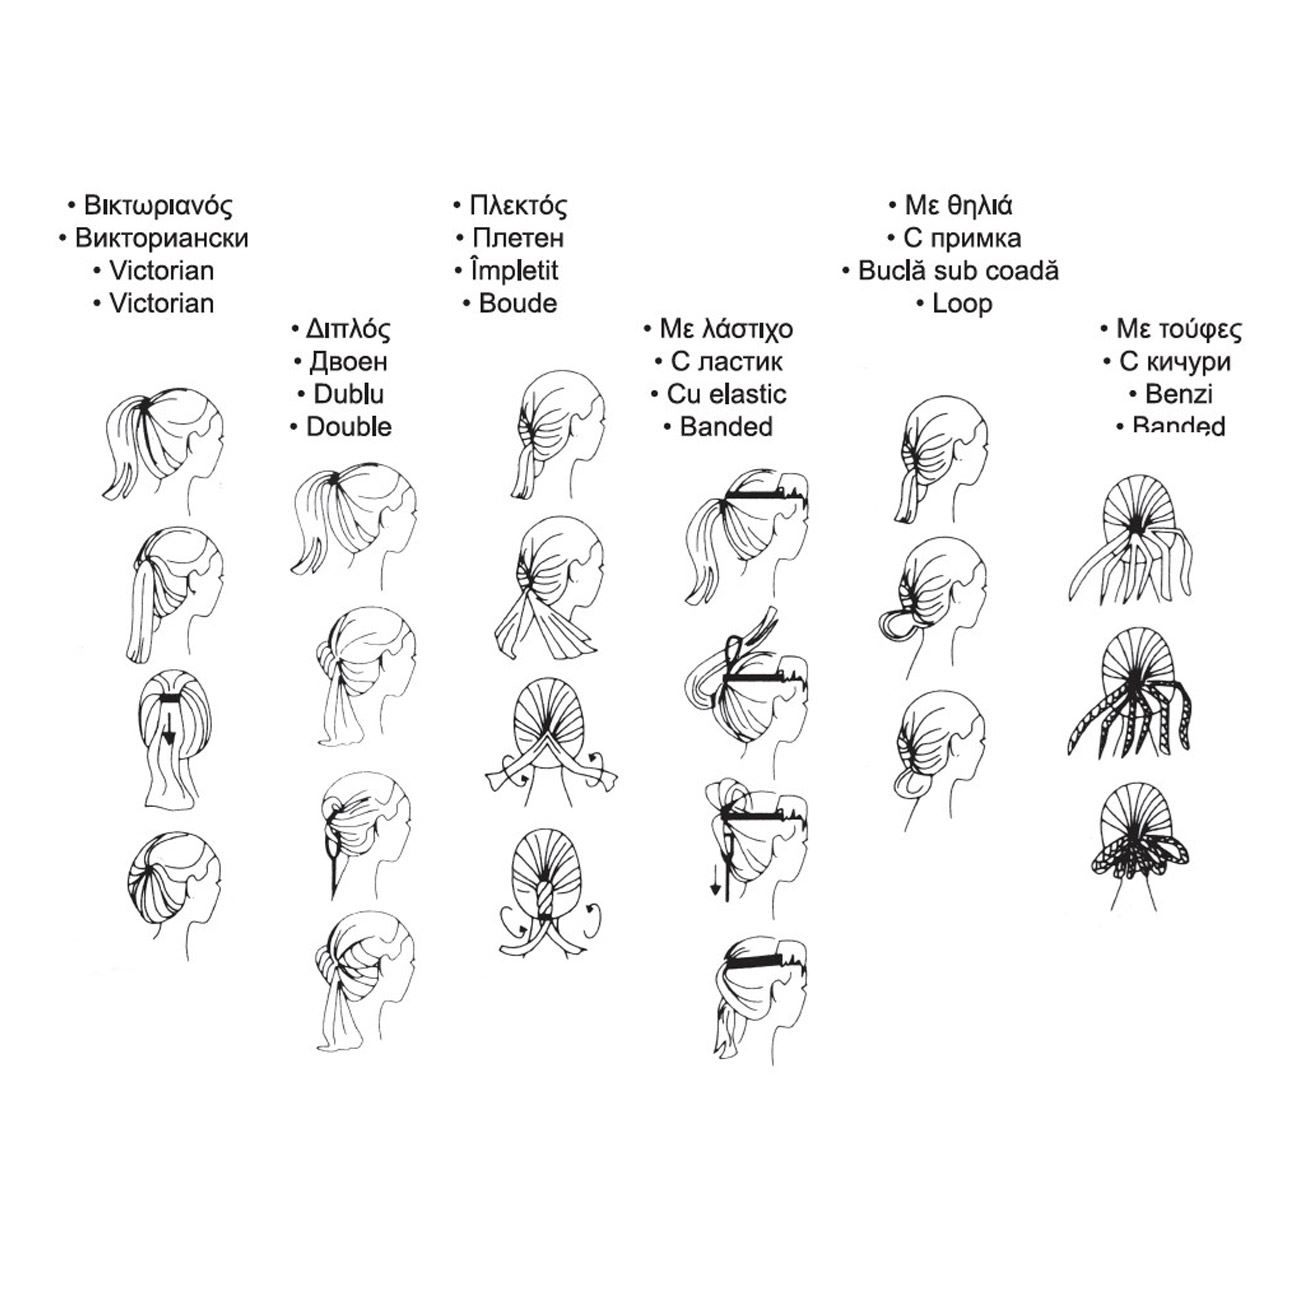 • Βικτωριανός
• Викториански
• Victorian
• Victorian
• Διπλός
• Двоен
• Dublu
• Double
• Πλεκτός
• Плетен
• Împletit
• Boude
• Με λάστιχο
• С ластик
• Cu elastic
• Banded
• Με θηλιά
• С примка
• Buclă sub coadă
• Loop
• Με τούφες
• С кичури
• Benzi
• Banded